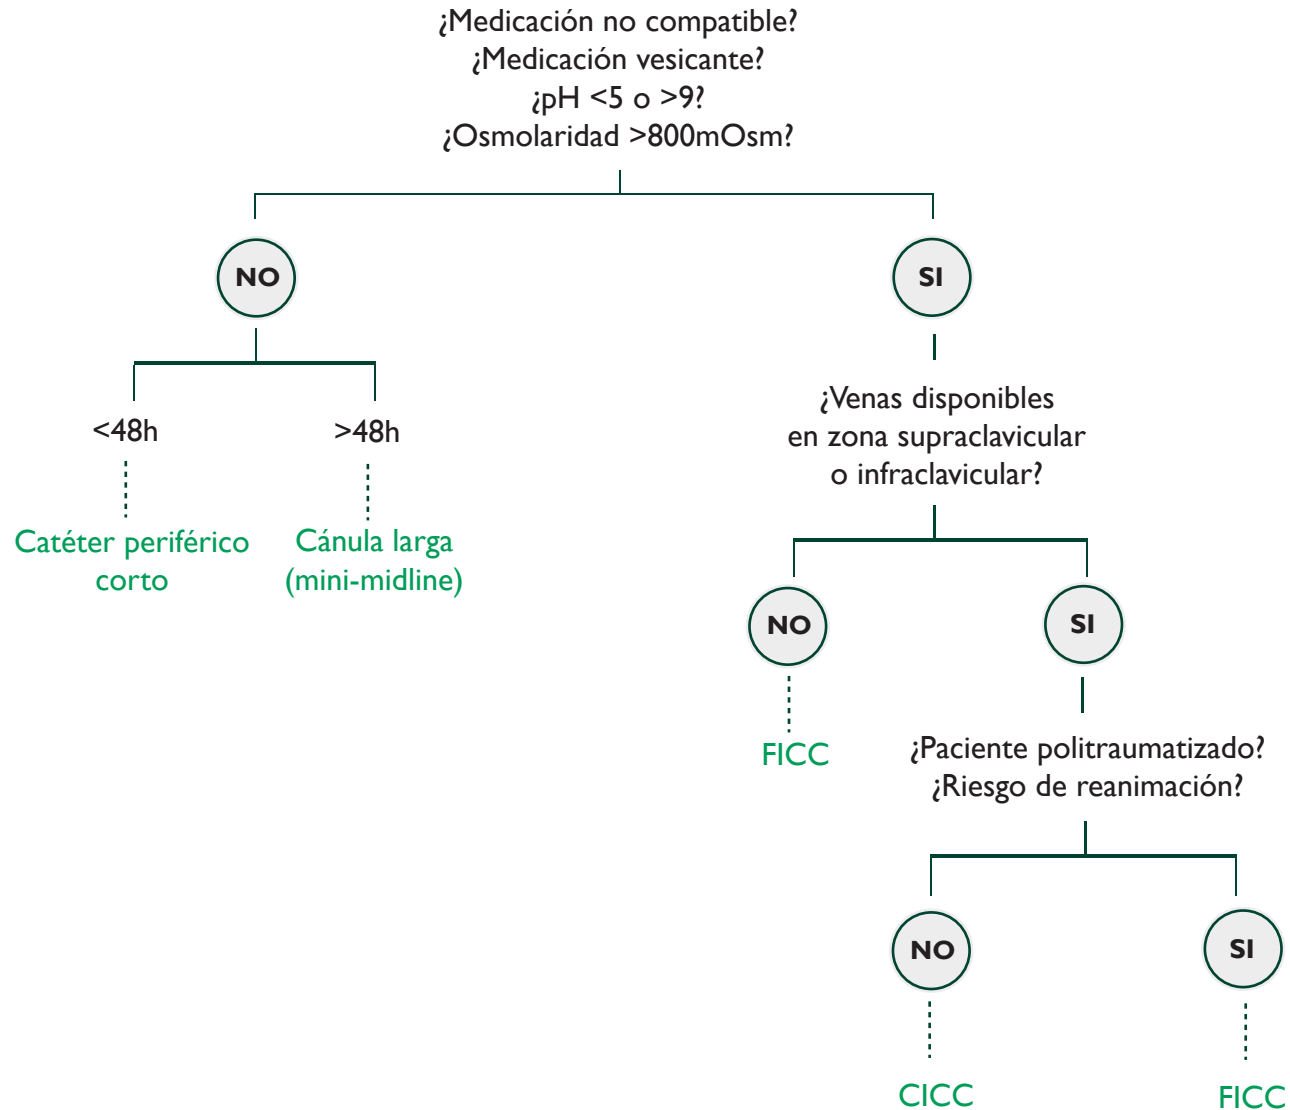 ¿Medicación no compatible?
¿Medicación vesicante?
¿pH <5 o >9?
¿Osmolaridad >800mOsm?
NO
SI
<48h
>48h
Catéter periférico
corto
Cánula larga
(mini-midline)
¿Venas disponibles
en zona supraclavicular
o infraclavicular?
NO
SI
FICC
¿Paciente politraumatizado?
¿Riesgo de reanimación?
NO
SI
CICC
FICC